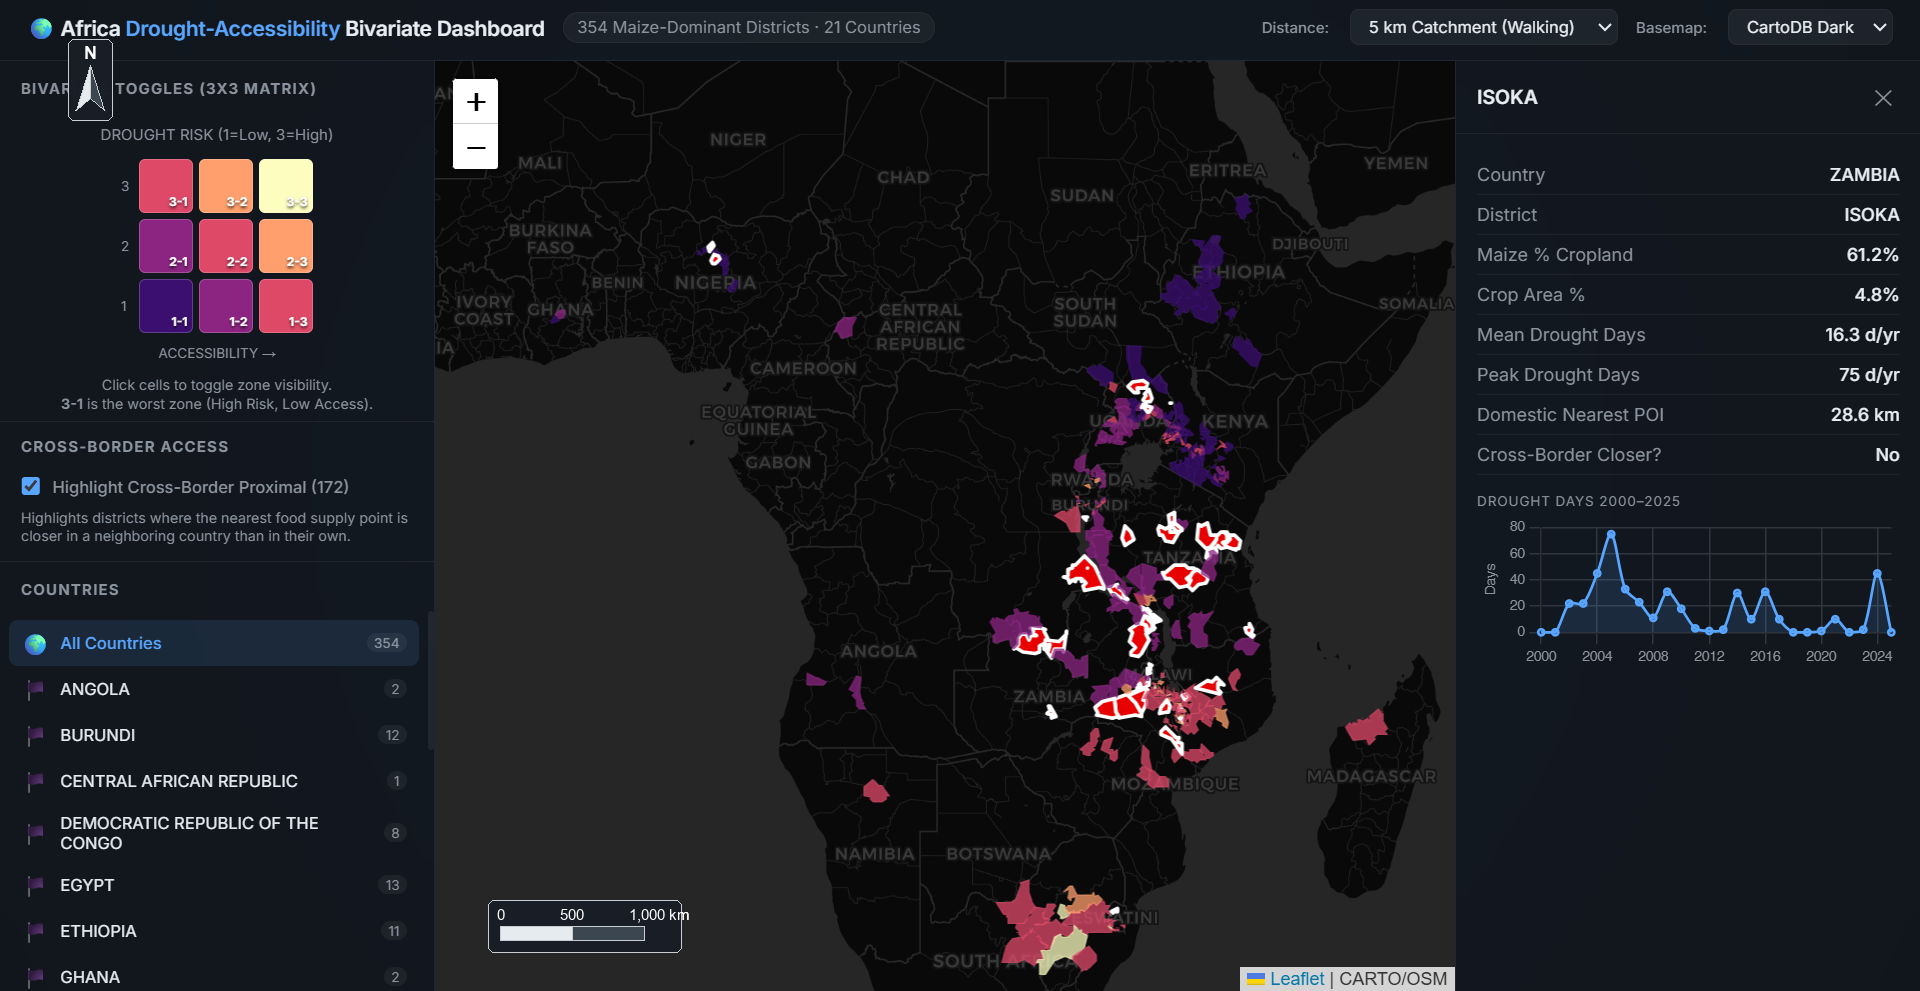 Africa Drought-Accessibility Bivariate Dashboard
354 Maize-Dominant Districts · 21 Countries
Distance:
5 km Catchment (Walking)
Basemap:
CartoDB Dark
N
TOGGLES (3X3 MATRIX)
DROUGHT RISK (1=Low, 3=High)
3
3-1
3-2
3-3
2
2-1
2-2
2-3
1
1-1
1-2
1-3
ACCESSIBILITY →
Click cells to toggle zone visibility.
3-1 is the worst zone (High Risk, Low Access).
CROSS-BORDER ACCESS
Highlight Cross-Border Proximal (172)
Highlights districts where the nearest food supply point is
closer in a neighboring country than in their own.
COUNTRIES
All Countries
354
ANGOLA
2
BURUNDI
12
CENTRAL AFRICAN REPUBLIC
1
DEMOCRATIC REPUBLIC OF THE
CONGO
8
EGYPT
13
ETHIOPIA
11
GHANA
2
+
−
NIGER
MALI
CHAD
ERITREA
YEMEN
SUDAN
BURKINA
FASO
DJIBOUTI
ETHIOPIA
BENIN
NIGERIA
IVORY
COAST
GHANA
CENTRAL
AFRICAN
REPUBLIC
SOUTH
SUDAN
SOMALIA
CAMEROON
EQUATORIAL
GUINEA
KENYA
GABON
RWANDA
BURUNDI
TANZANIA
ANGOLA
ZAMBIA
MOZAMBIQUE
MADAGASCAR
NAMIBIA
BOTSWANA
SOUTH AFRICA
0
500
1,000 km
Leaflet | CARTO/OSM
ISOKA
Country
ZAMBIA
District
ISOKA
Maize % Cropland
61.2%
Crop Area %
4.8%
Mean Drought Days
16.3 d/yr
Peak Drought Days
75 d/yr
Domestic Nearest POI
28.6 km
Cross-Border Closer?
No
DROUGHT DAYS 2000–2025
Days
80
60
40
20
0
2000
2004
2008
2012
2016
2020
2024